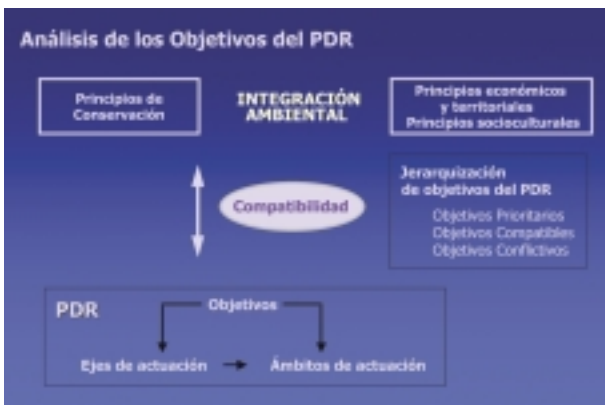 Análisis de los Objetivos del PDR
Principios de
Conservación
INTEGRACIÓN
AMBIENTAL
Principios económicos
y territoriales
Principios socioculturales
Compatibilidad
Jerarquización
de objetivos del PDR
Objetivos Prioritarios
Objetivos Compatibles
Objetivos Conflictivos
PDR
Objetivos
Ejes de actuación
Ámbitos de actuación